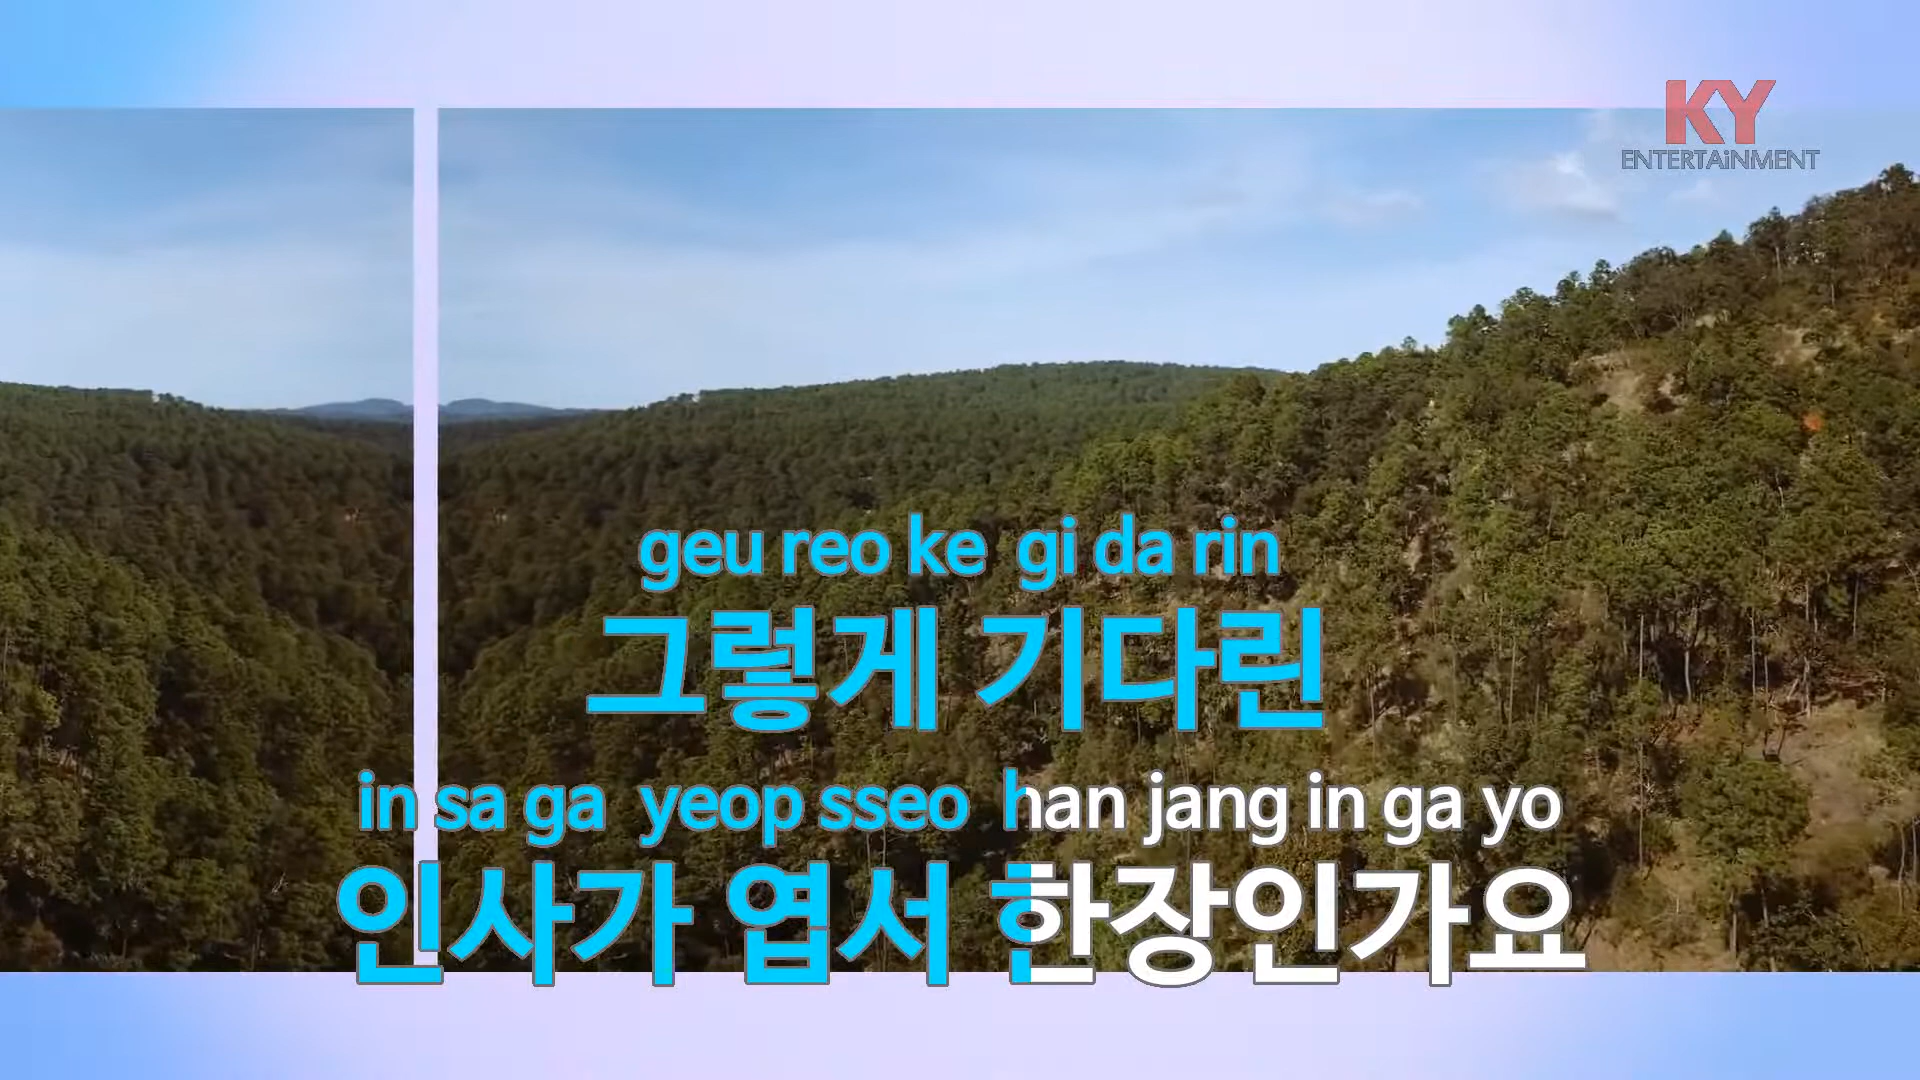 KY
ENTERTAiNMENT
geu reo ke gi da rin
그렇게 기다린
in sa ga yeop sseo han jang in ga yo
인사가 엽서 한장인가요